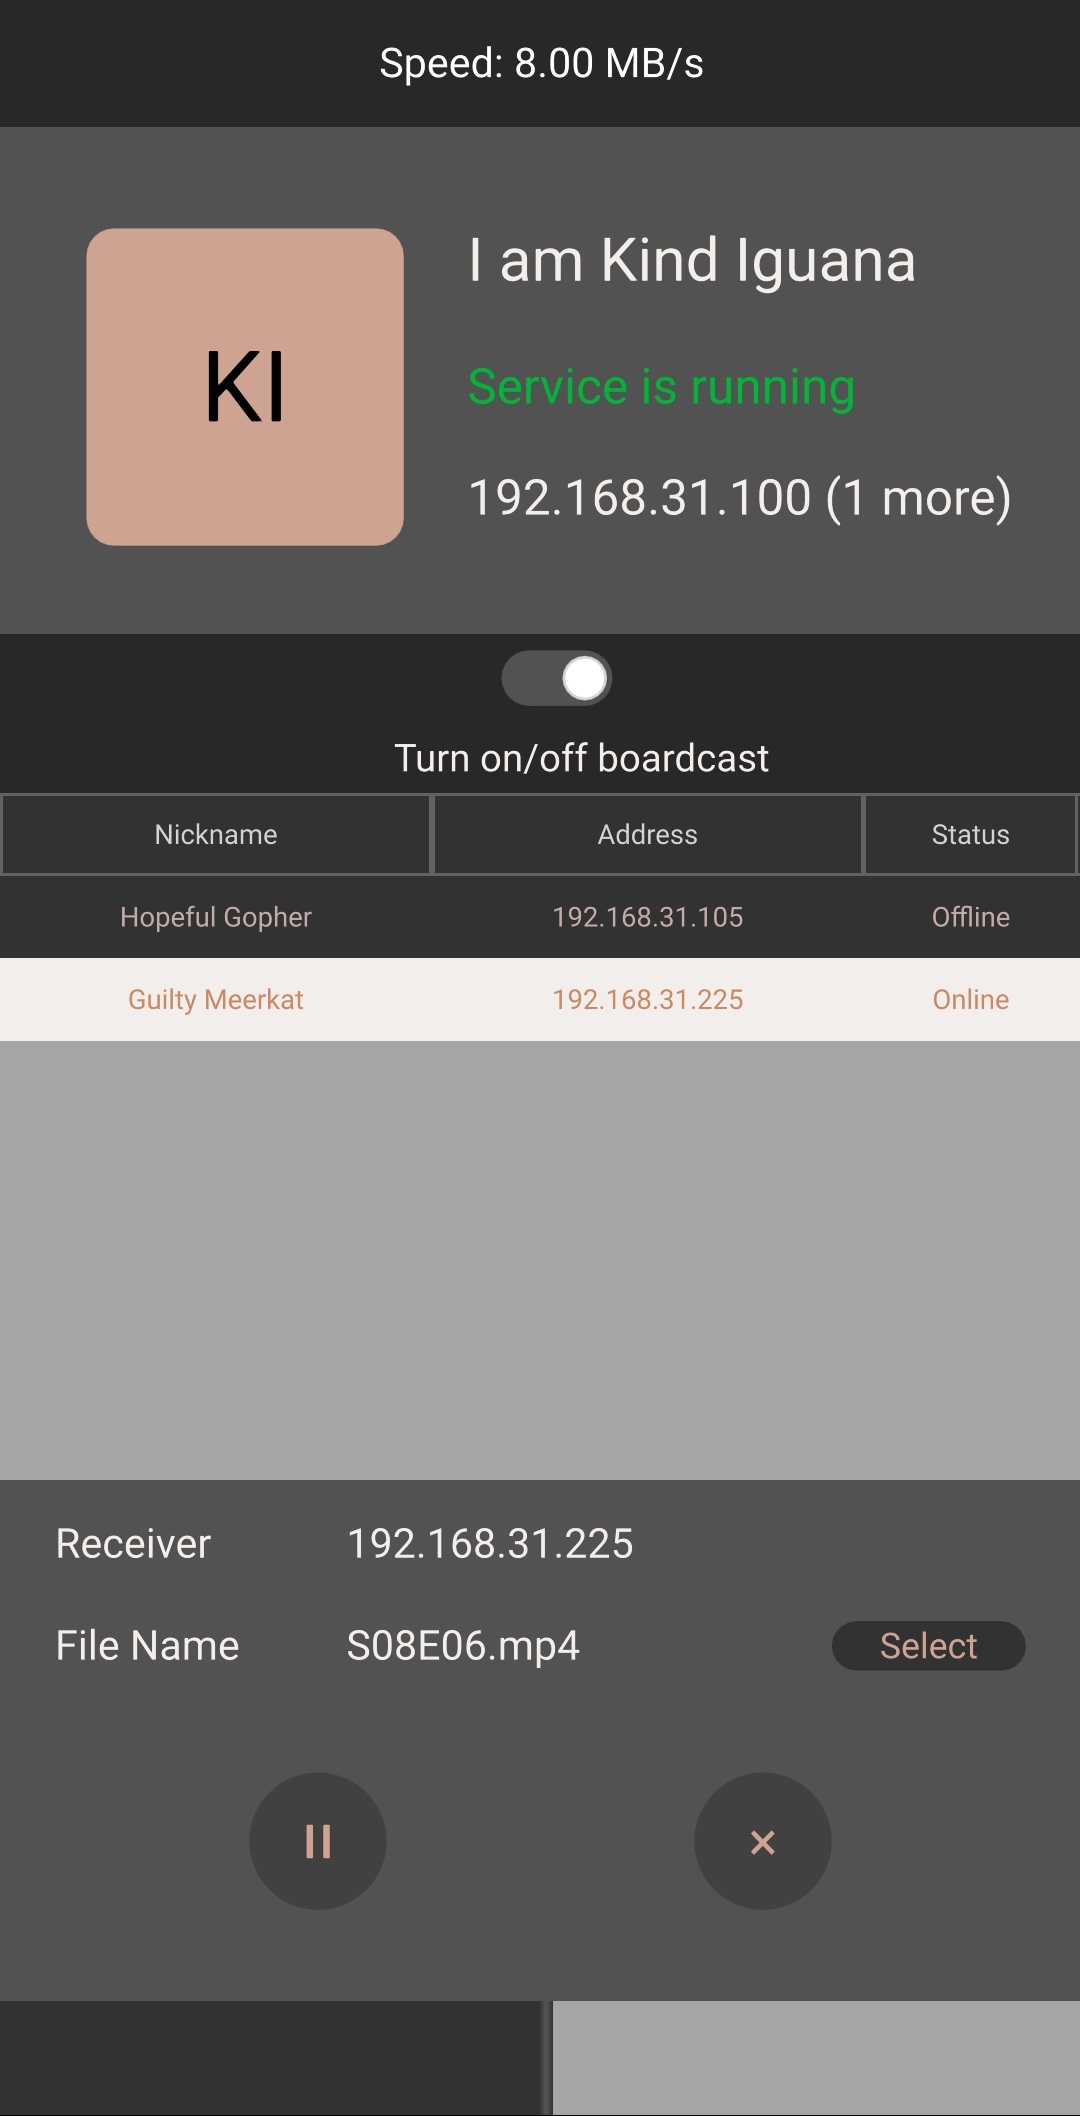 Speed: 8.00 MB/s
KI
I am Kind Iguana
Service is running
192.168.31.100 (1 more)
Turn on/off boardcast
Nickname Address Status
Hopeful Gopher 192.168.31.105 Offline
Guilty Meerkat 192.168.31.225 Online
Receiver 192.168.31.225
File Name S08E06.mp4 Select